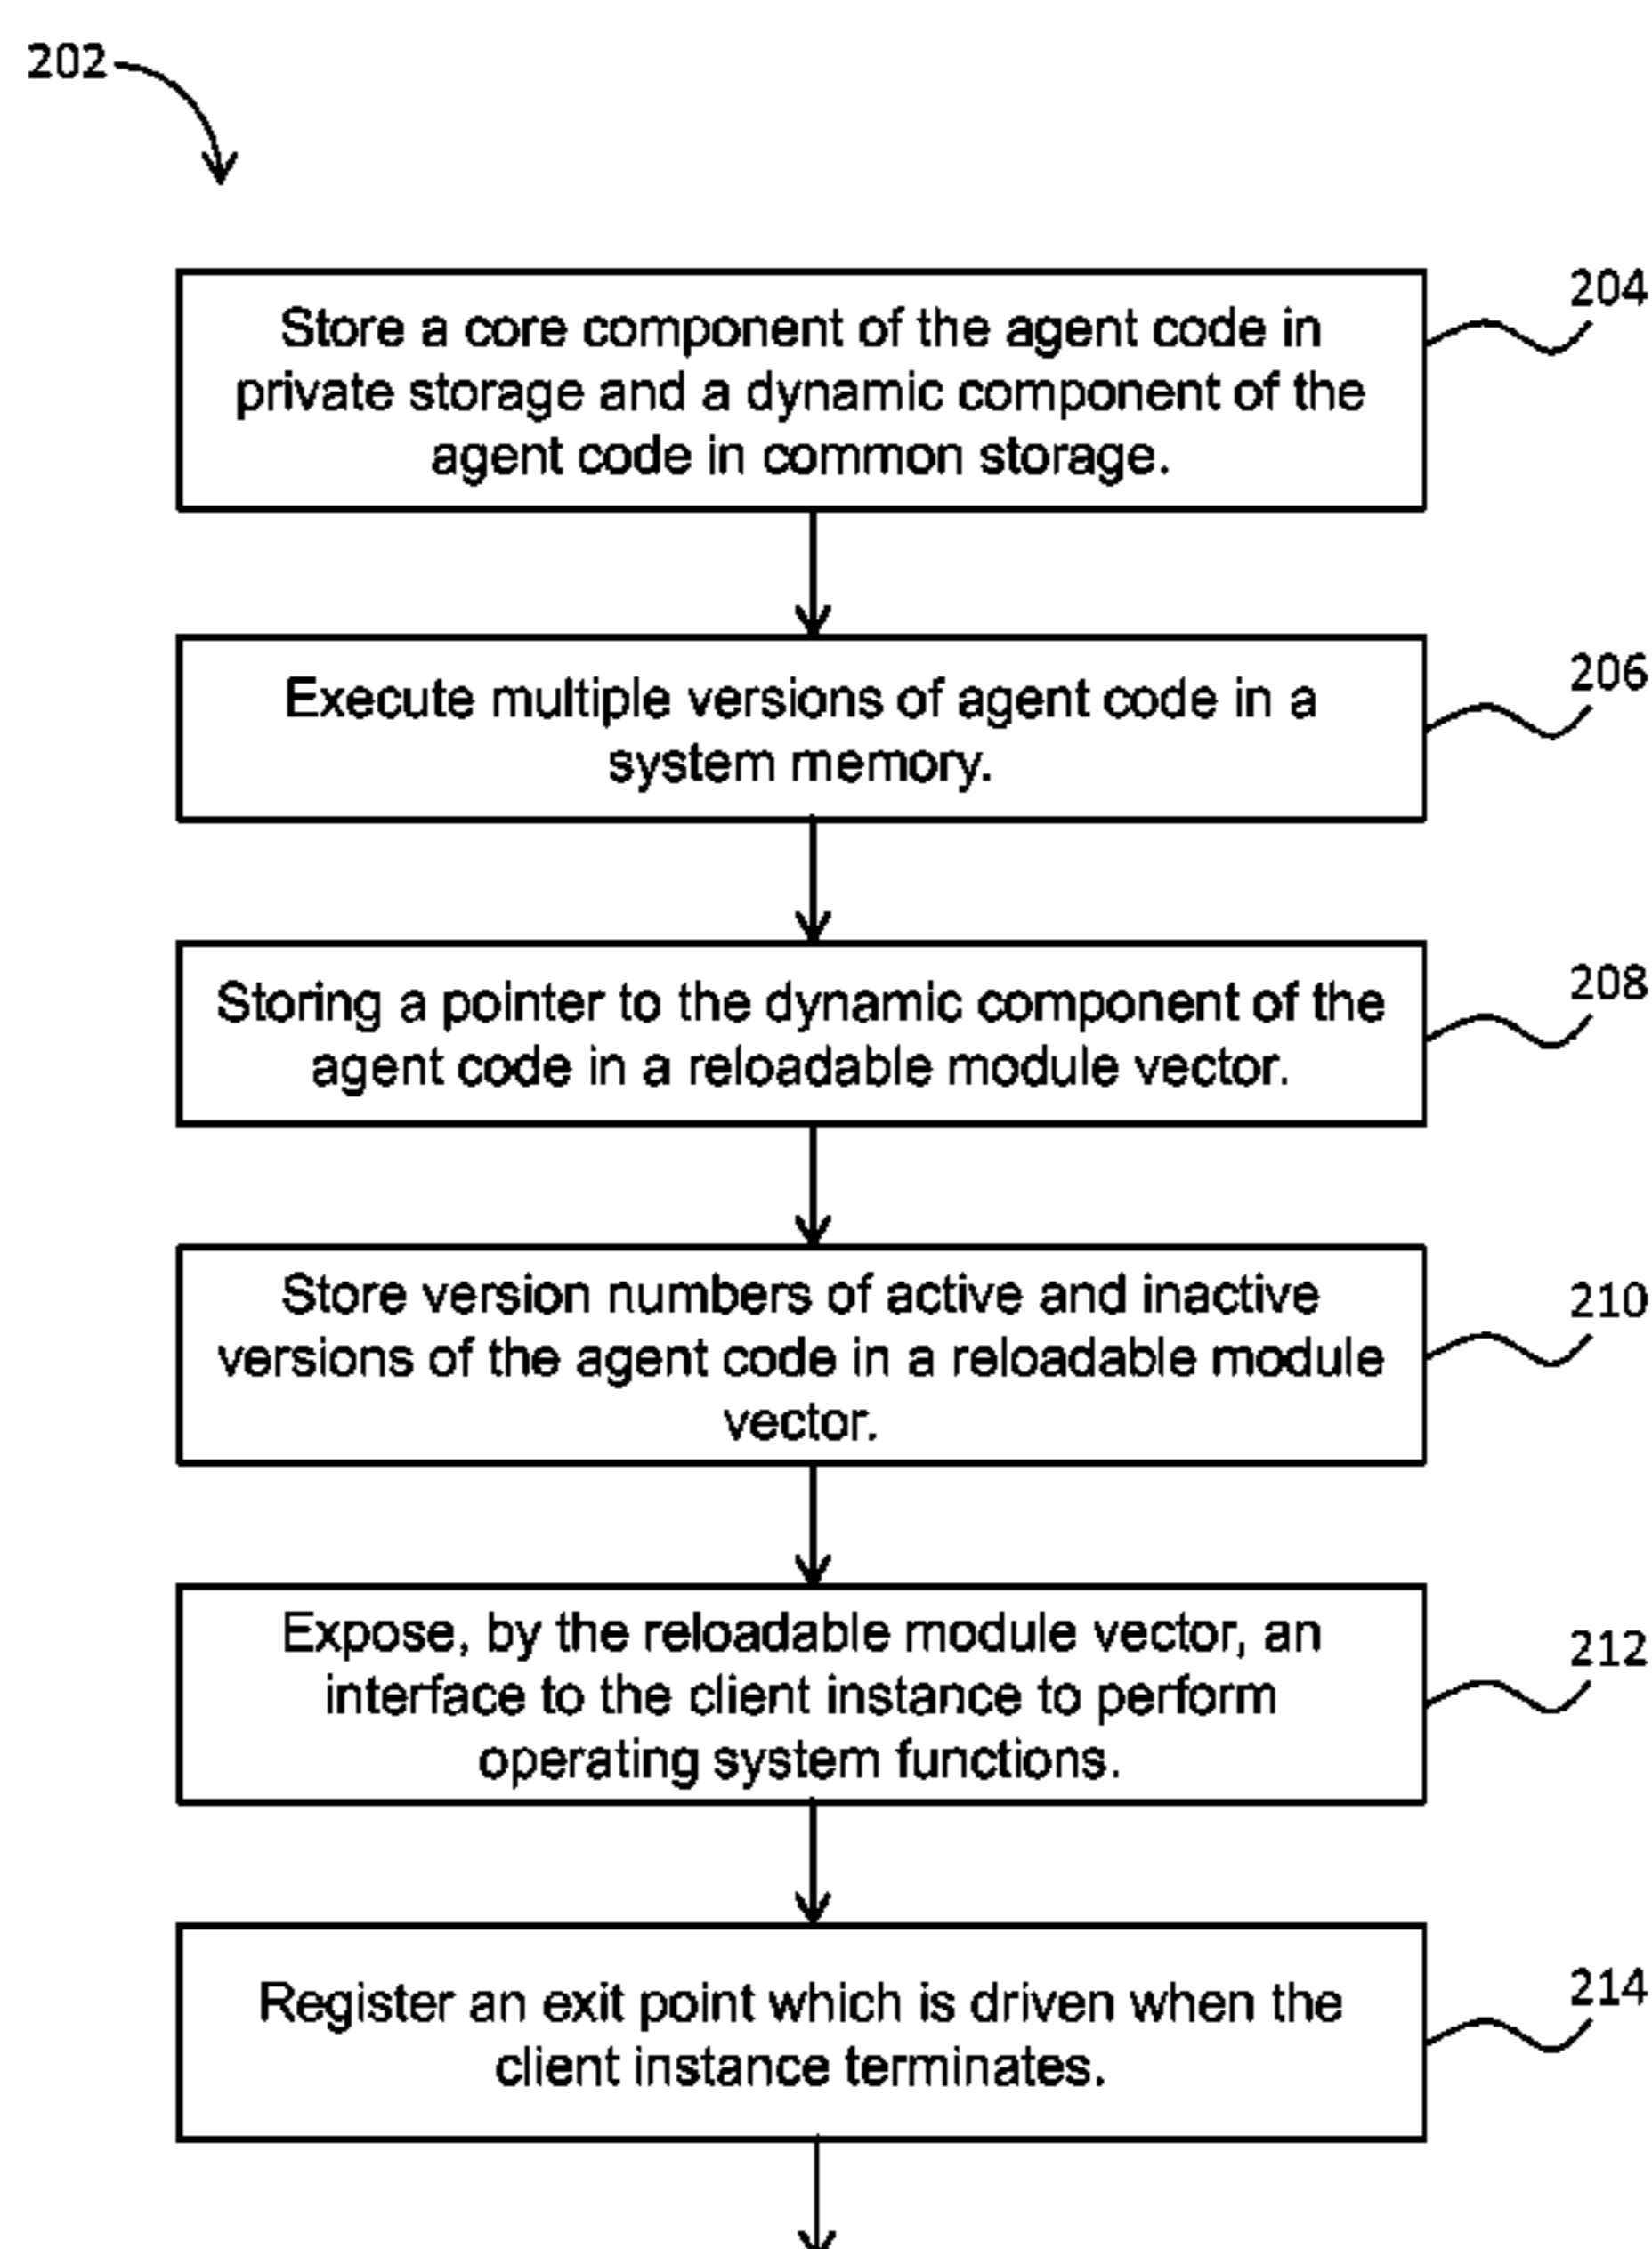 202
204
Store a core component of the agent code in
private storage and a dynamic component of the
agent code in common storage.
206
Execute multiple versions of agent code in a
system memory.
208
Storing a pointer to the dynamic component of the
agent code in a reloadable module vector.
210
Store version numbers of active and inactive
versions of the agent code in a reloadable module
vector.
212
Expose, by the reloadable module vector, an
interface to the client instance to perform
operating system functions.
214
Register an exit point which is driven when the
client instance terminates.